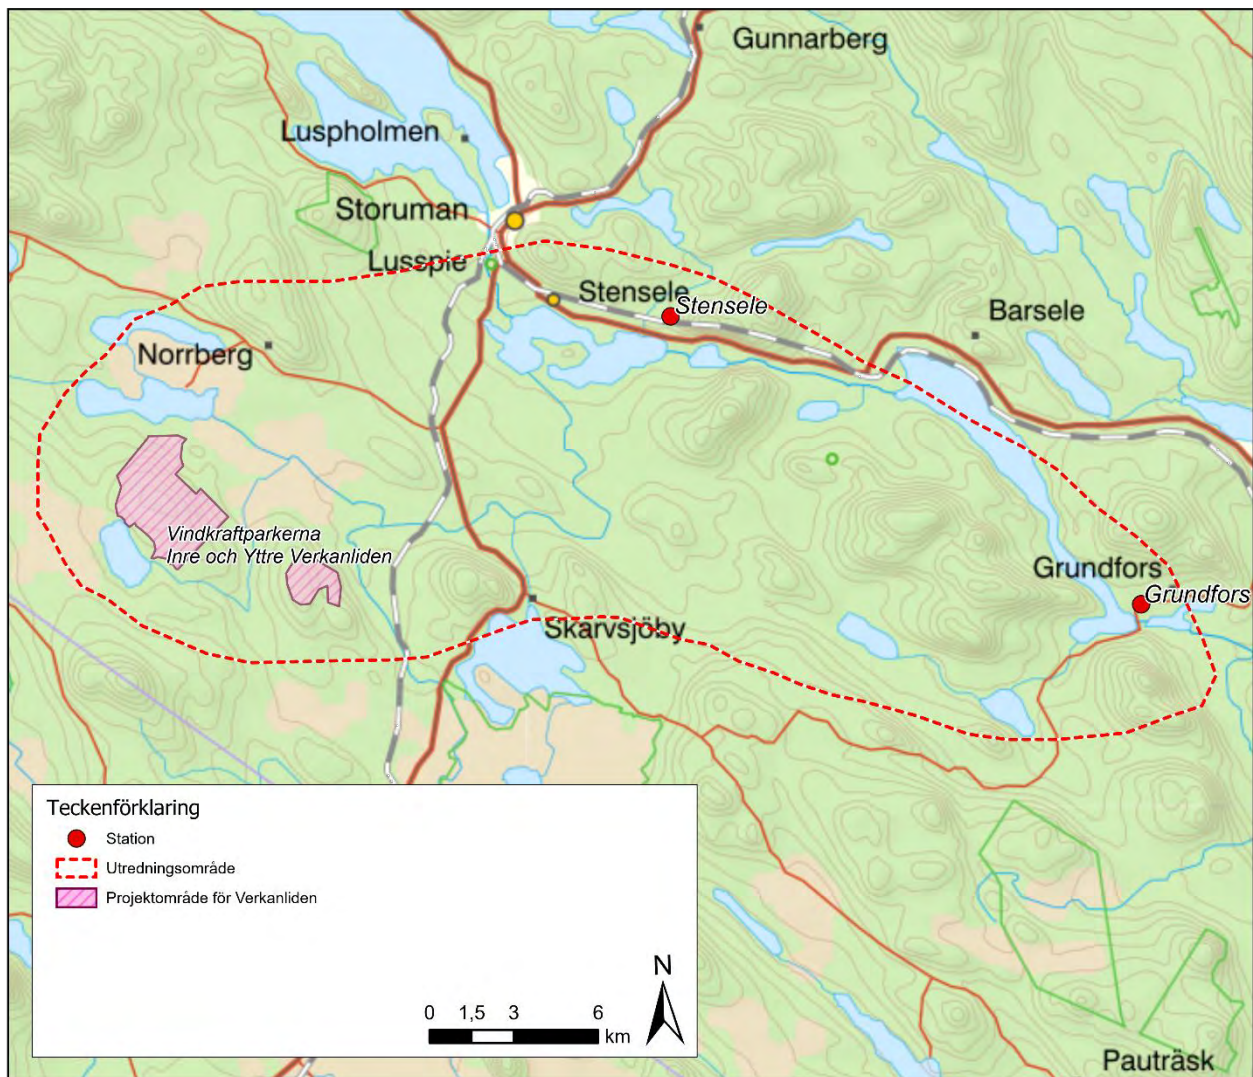 Gunnarberg
Luspholmen
Storuman
Lusspie
Stensele
Stensele
Barsele
Norrberg
Vindkraftparkerna
Inre och Yttre Verkanliden
Grundfors
Grundfors
Skarvsjöby
Teckenförklaring
Station
Utredningsområde
Projektområde för Verkanliden
N
0 1,5 3 6
km
Pauträsk